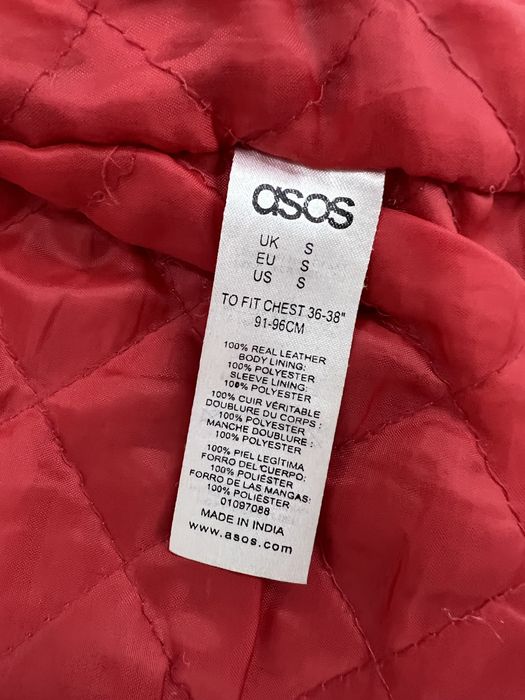 asos
UK S
EU S
US S
TO FIT CHEST 36-38"
91-96CM
100% REAL LEATHER
BODY LINING:
100% POLYESTER
SLEEVE LINING:
100% POLYESTER
100% CUIR VÉRITABLE
DOUBLURE DU CORPS :
100% POLYESTER
MANCHE DOUBLURE :
100% POLYESTER
100% PIEL LEGÍTIMA
FORRO DEL CUERPO:
100% POLIÉSTER
FORRO DE LAS MANGAS:
100% POLIÉSTER
01097088
MADE IN INDIA
www.asos.com